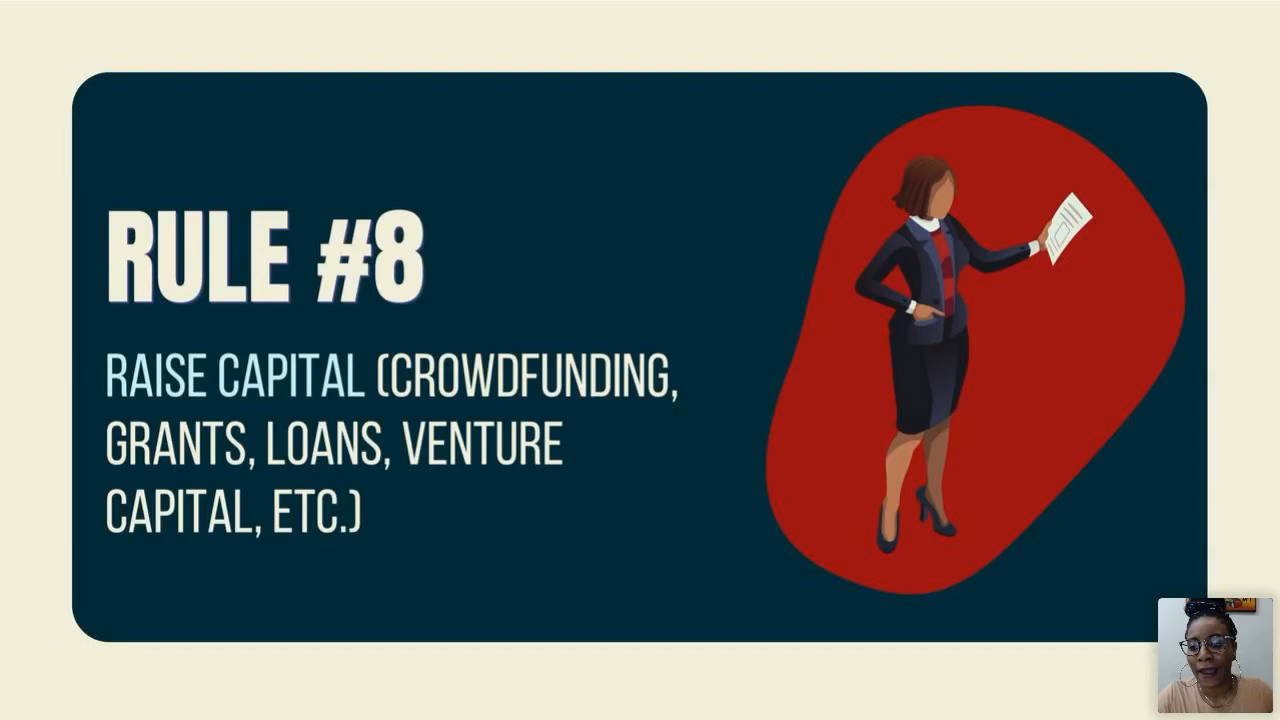 RULE #8
RAISE CAPITAL (CROWDFUNDING,
GRANTS, LOANS, VENTURE
CAPITAL, ETC.)